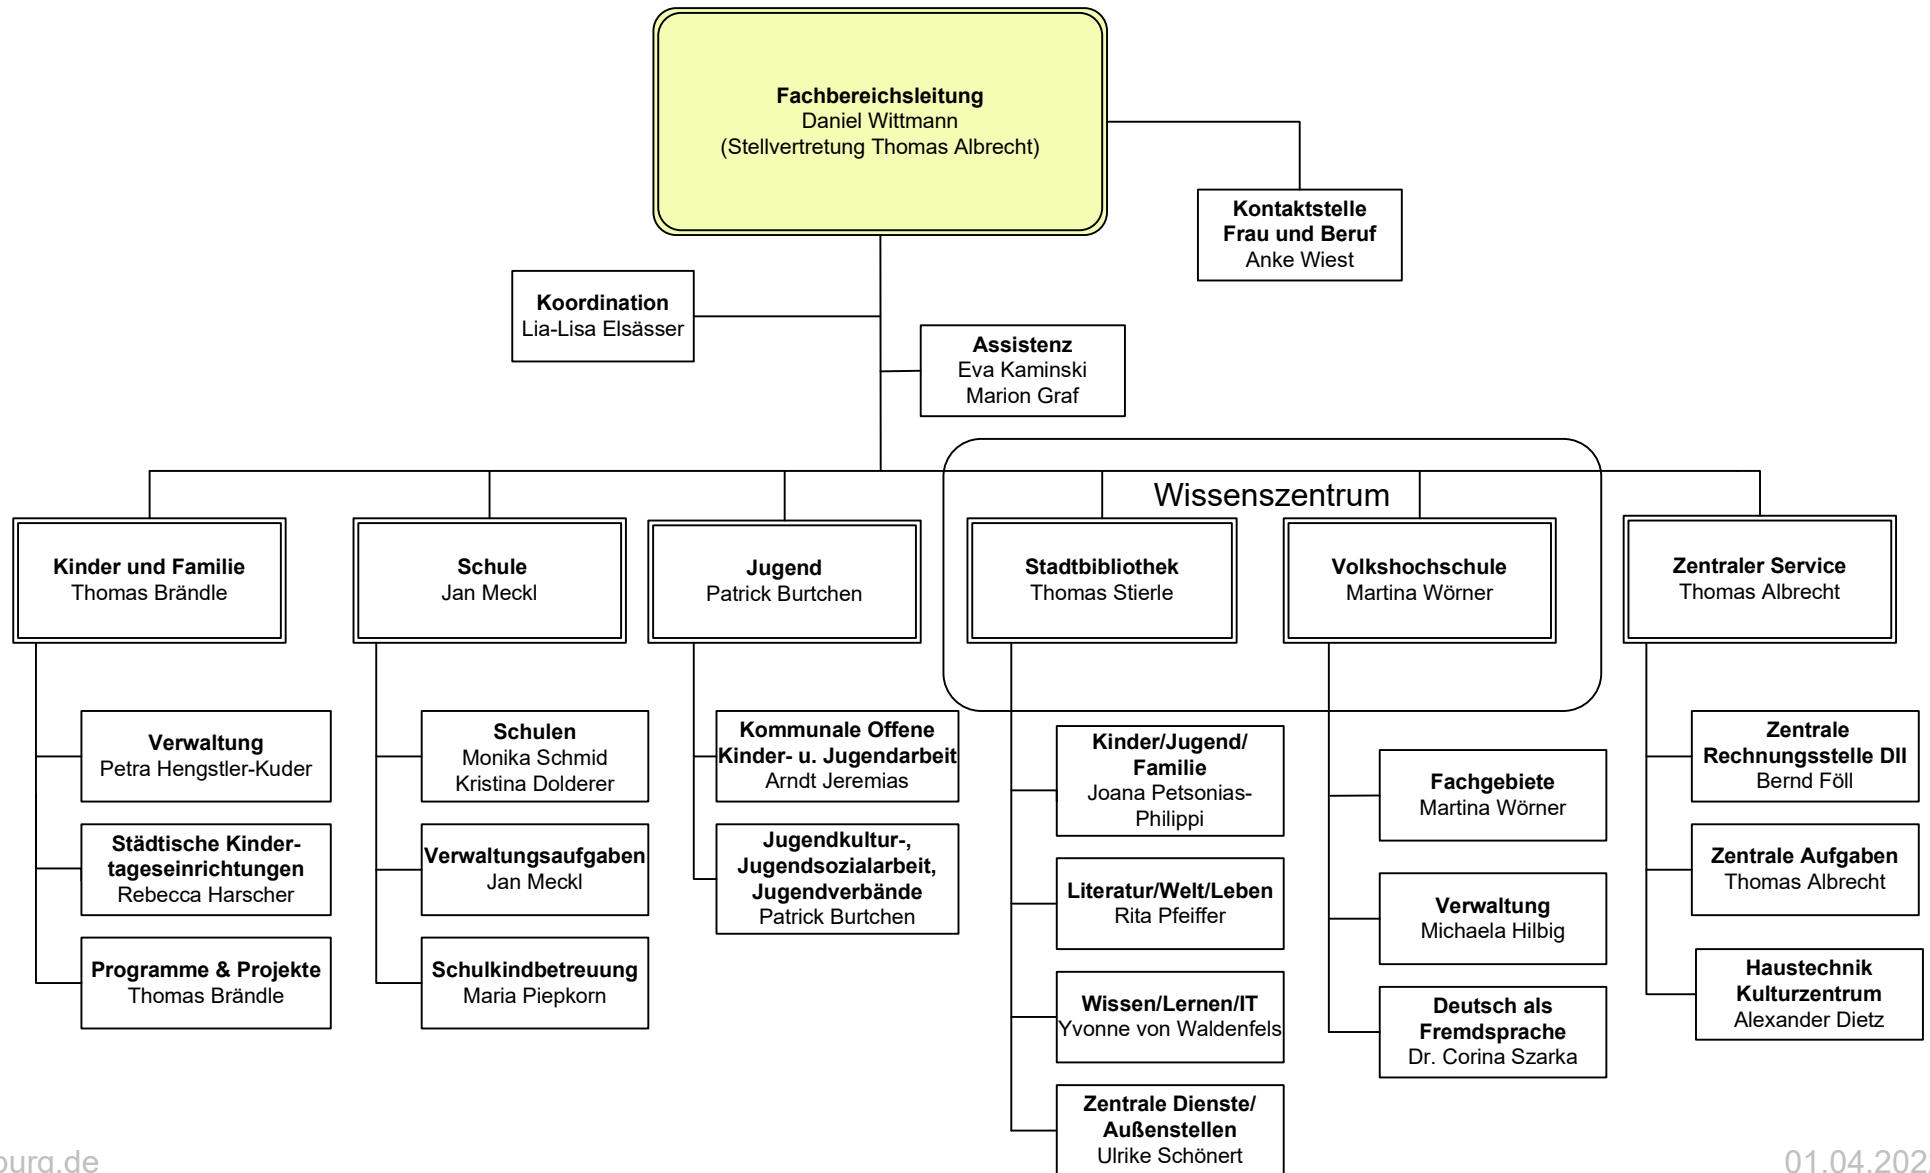 Fachbereichsleitung
Daniel Wittmann
(Stellvertretung Thomas Albrecht)
Kontaktstelle
Frau und Beruf
Anke Wiest
Koordination
Lia-Lisa Elsässer
Assistenz
Eva Kaminski
Marion Graf
Wissenszentrum
Kinder und Familie
Thomas Brändle
Schule
Jan Meckl
Jugend
Patrick Burtchen
Stadtbibliothek
Thomas Stierle
Volkshochschule
Martina Wörner
Zentraler Service
Thomas Albrecht
Verwaltung
Petra Hengstler-Kuder
Städtische Kinder-
tageseinrichtungen
Rebecca Harscher
Programme & Projekte
Thomas Brändle
Schulen
Monika Schmid
Kristina Dolderer
Verwaltungsaufgaben
Jan Meckl
Schulkindbetreuung
Maria Piepkorn
Kommunale Offene
Kinder- u. Jugendarbeit
Arndt Jeremias
Jugendkultur-,
Jugendsozialarbeit,
Jugendverbände
Patrick Burtchen
Kinder/Jugend/
Familie
Joana Petsonias-
Philippi
Literatur/Welt/Leben
Rita Pfeiffer
Wissen/Lernen/IT
Yvonne von Waldenfels
Zentrale Dienste/
Außenstellen
Ulrike Schönert
Fachgebiete
Martina Wörner
Verwaltung
Michaela Hilbig
Deutsch als
Fremdsprache
Dr. Corina Szarka
Zentrale
Rechnungsstelle DII
Bernd Föll
Zentrale Aufgaben
Thomas Albrecht
Haustechnik
Kulturzentrum
Alexander Dietz
burg.de
01.04.202